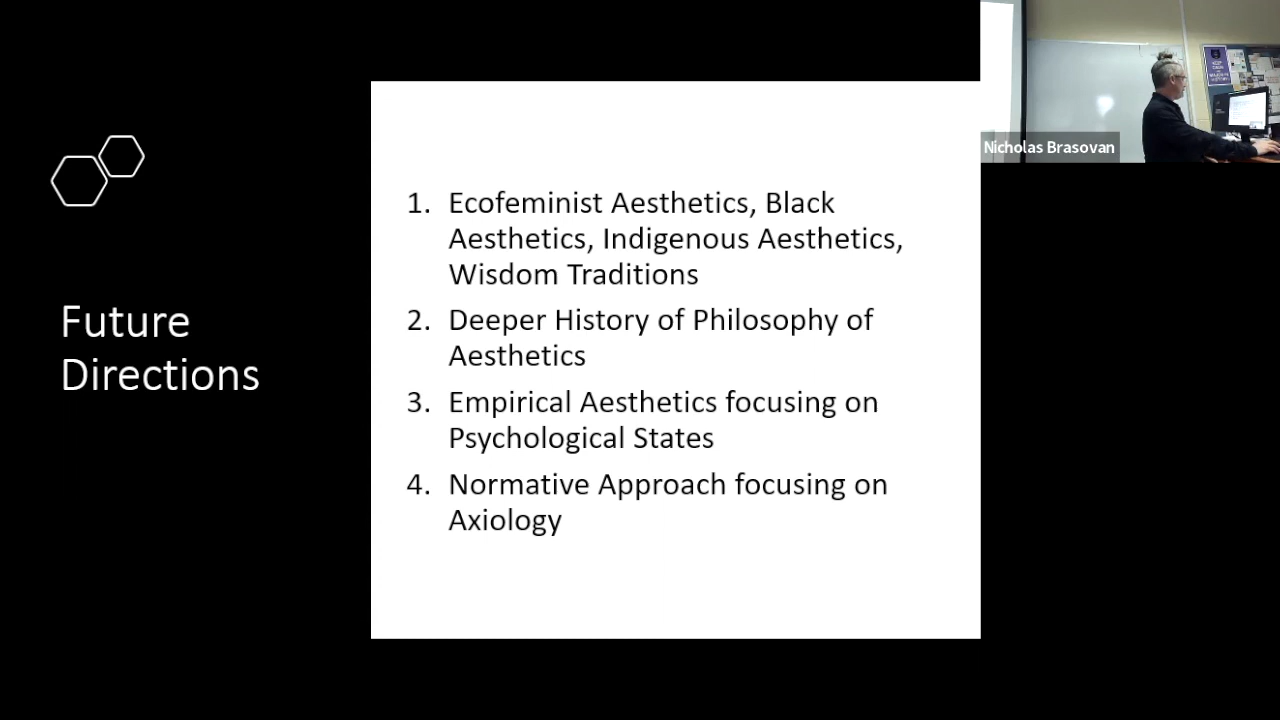 Nicholas Brasovan
Future
Directions
1. Ecofeminist Aesthetics, Black
Aesthetics, Indigenous Aesthetics,
Wisdom Traditions
2. Deeper History of Philosophy of
Aesthetics
3. Empirical Aesthetics focusing on
Psychological States
4. Normative Approach focusing on
Axiology